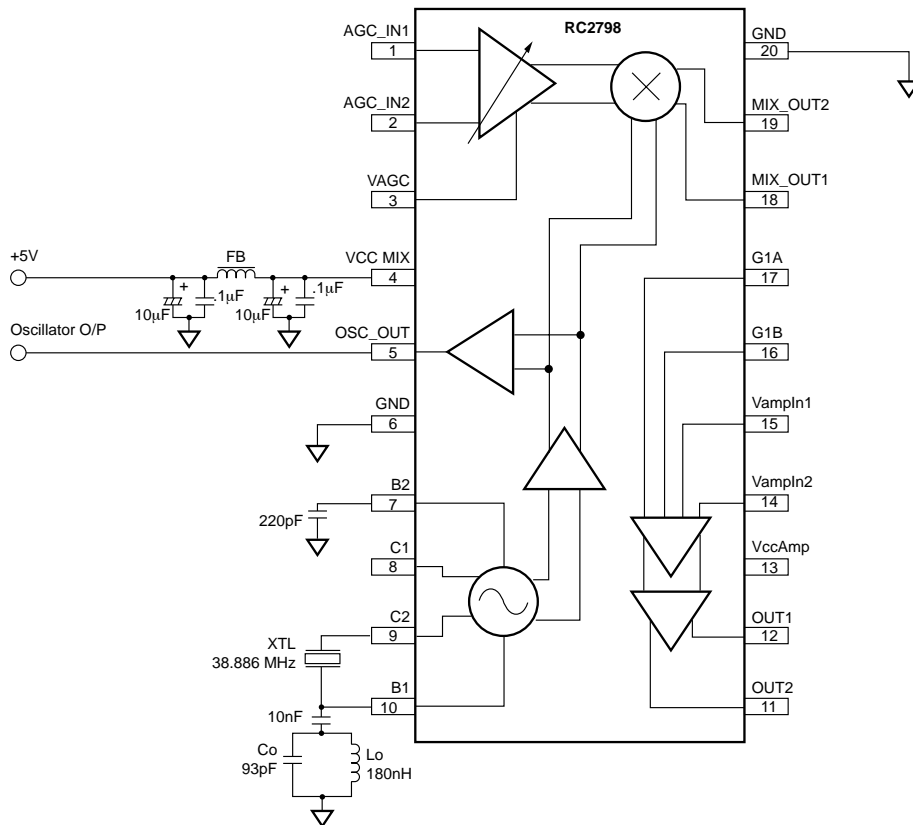 RC2798
AGC_IN1
1
AGC_IN2
2
VAGC
3
+5V
FB
VCC MIX
4
+
10µF
.1µF
+
10µF
.1µF
Oscillator O/P
OSC_OUT
5
GND
6
B2
7
220pF
C1
8
C2
9
XTL
38.886 MHz
B1
10
10nF
Co
93pF
Lo
180nH
GND
20
MIX_OUT2
19
MIX_OUT1
18
G1A
17
G1B
16
VampIn1
15
VampIn2
14
VccAmp
13
OUT1
12
OUT2
11